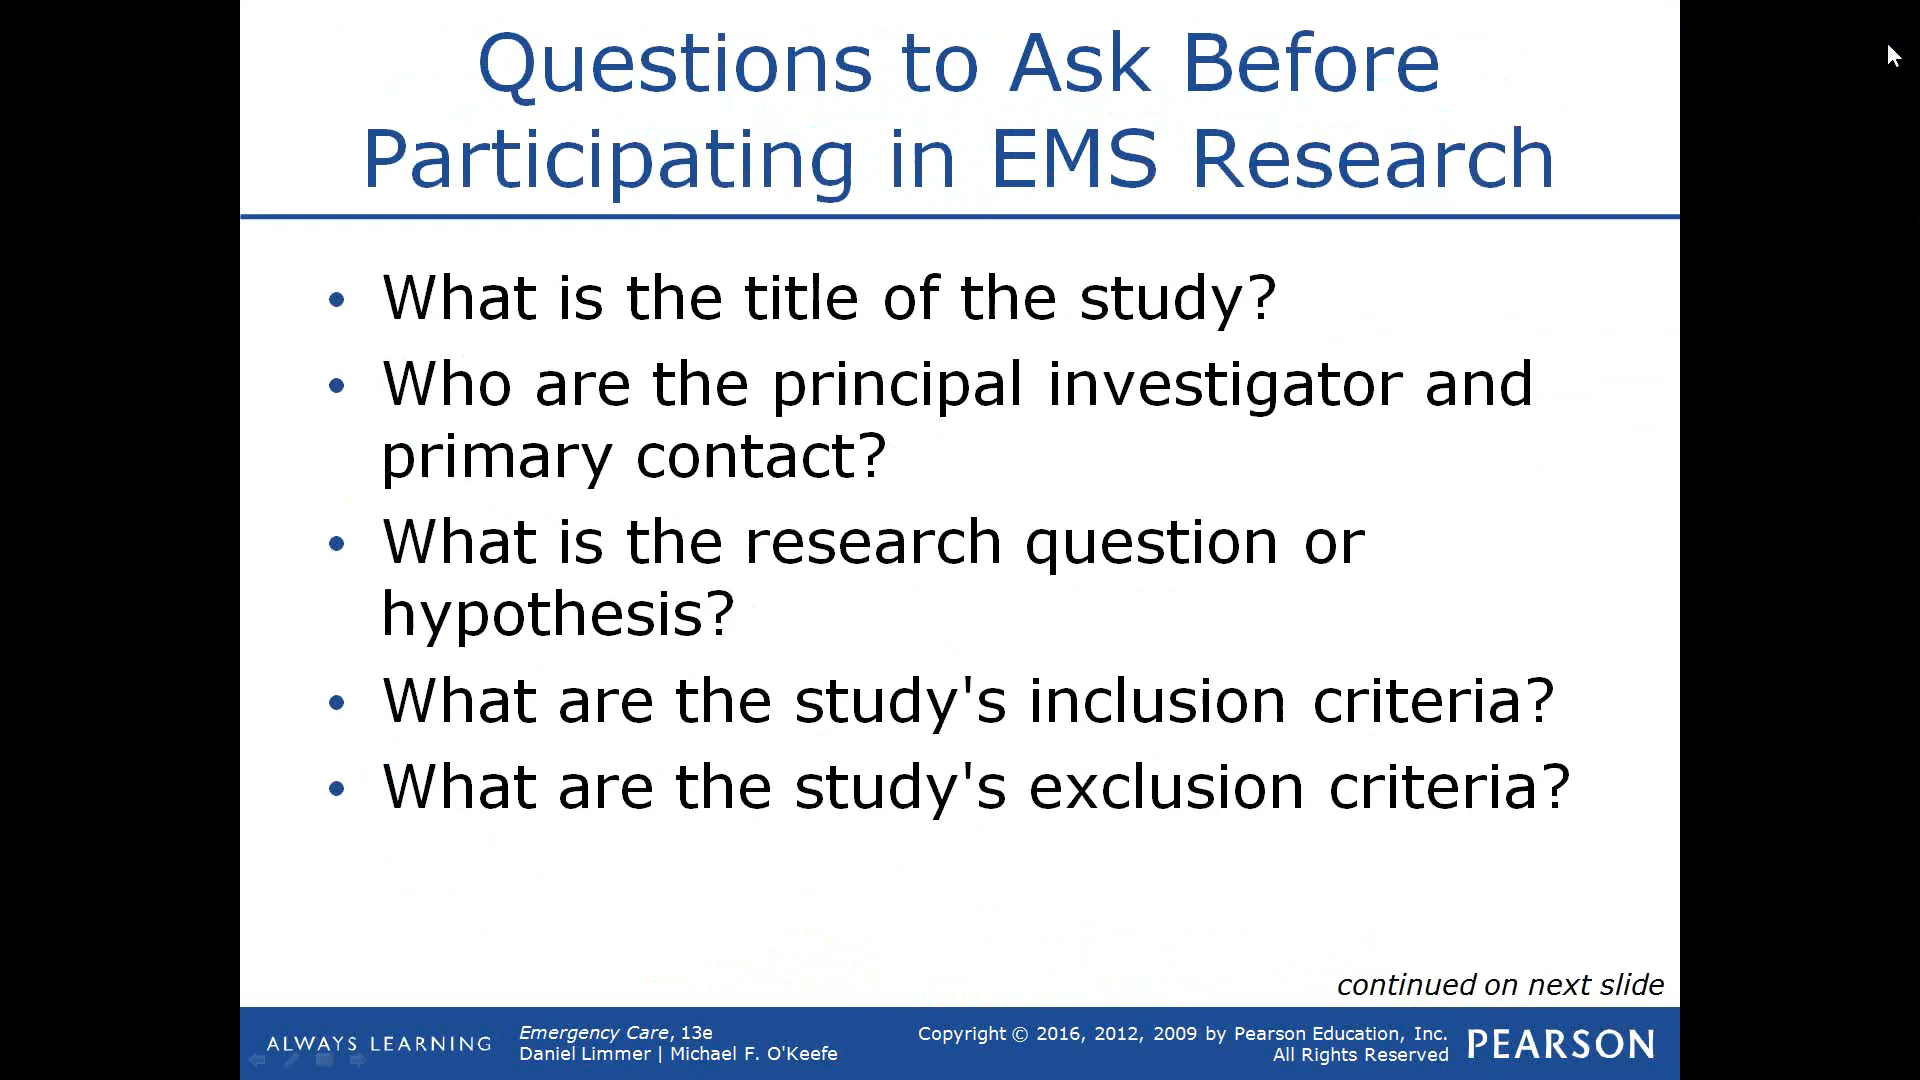 Questions to Ask Before
Participating in EMS Research
• What is the title of the study?
• Who are the principal investigator and
primary contact?
• What is the research question or
hypothesis?
• What are the study's inclusion criteria?
• What are the study's exclusion criteria?
continued on next slide
ALWAYS LEARNING
Emergency Care, 13e
Daniel Limmer | Michael F. O'Keefe
Copyright © 2016, 2012, 2009 by Pearson Education, Inc.
All Rights Reserved
PEARSON